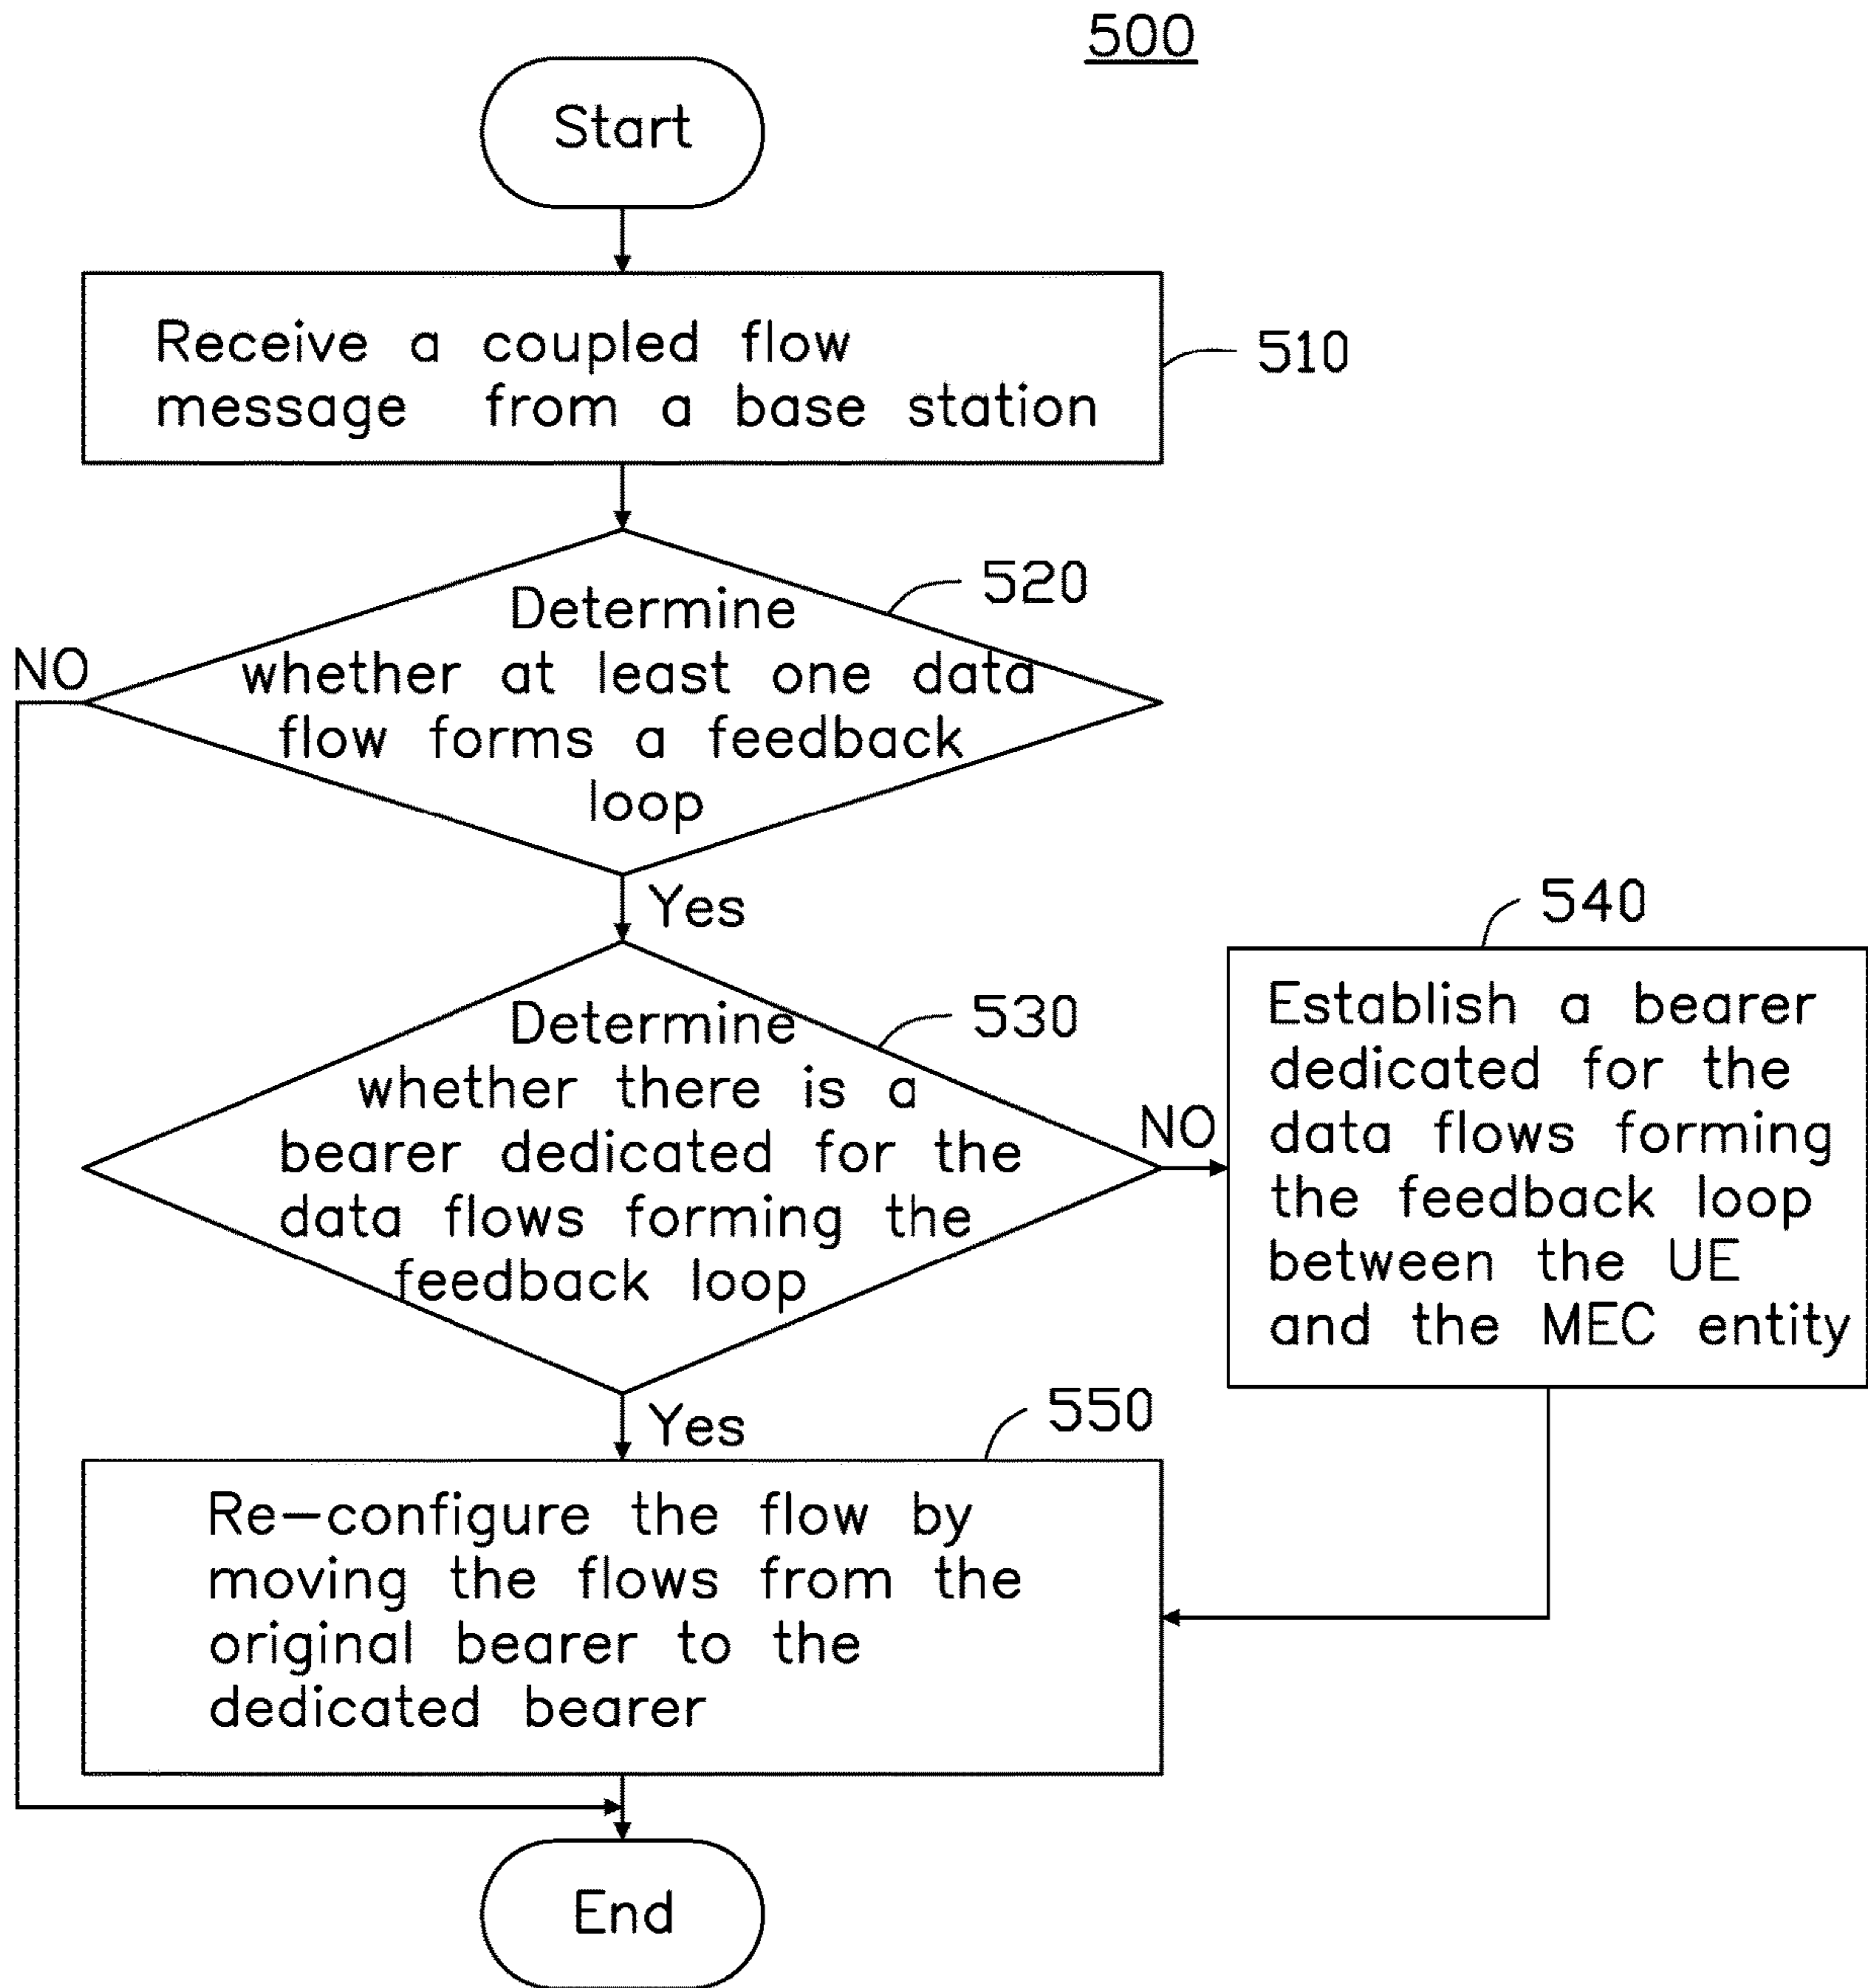 500
Start
Receive a coupled flow
message from a base station
510
520
Determine
whether at least one data
flow forms a feedback
loop
NO
Yes
530
Determine
whether there is a
bearer dedicated for the
data flows forming the
feedback loop
NO
540
Establish a bearer
dedicated for the
data flows forming
the feedback loop
between the UE
and the MEC entity
Yes
550
Re-configure the flow by
moving the flows from the
original bearer to the
dedicated bearer
End